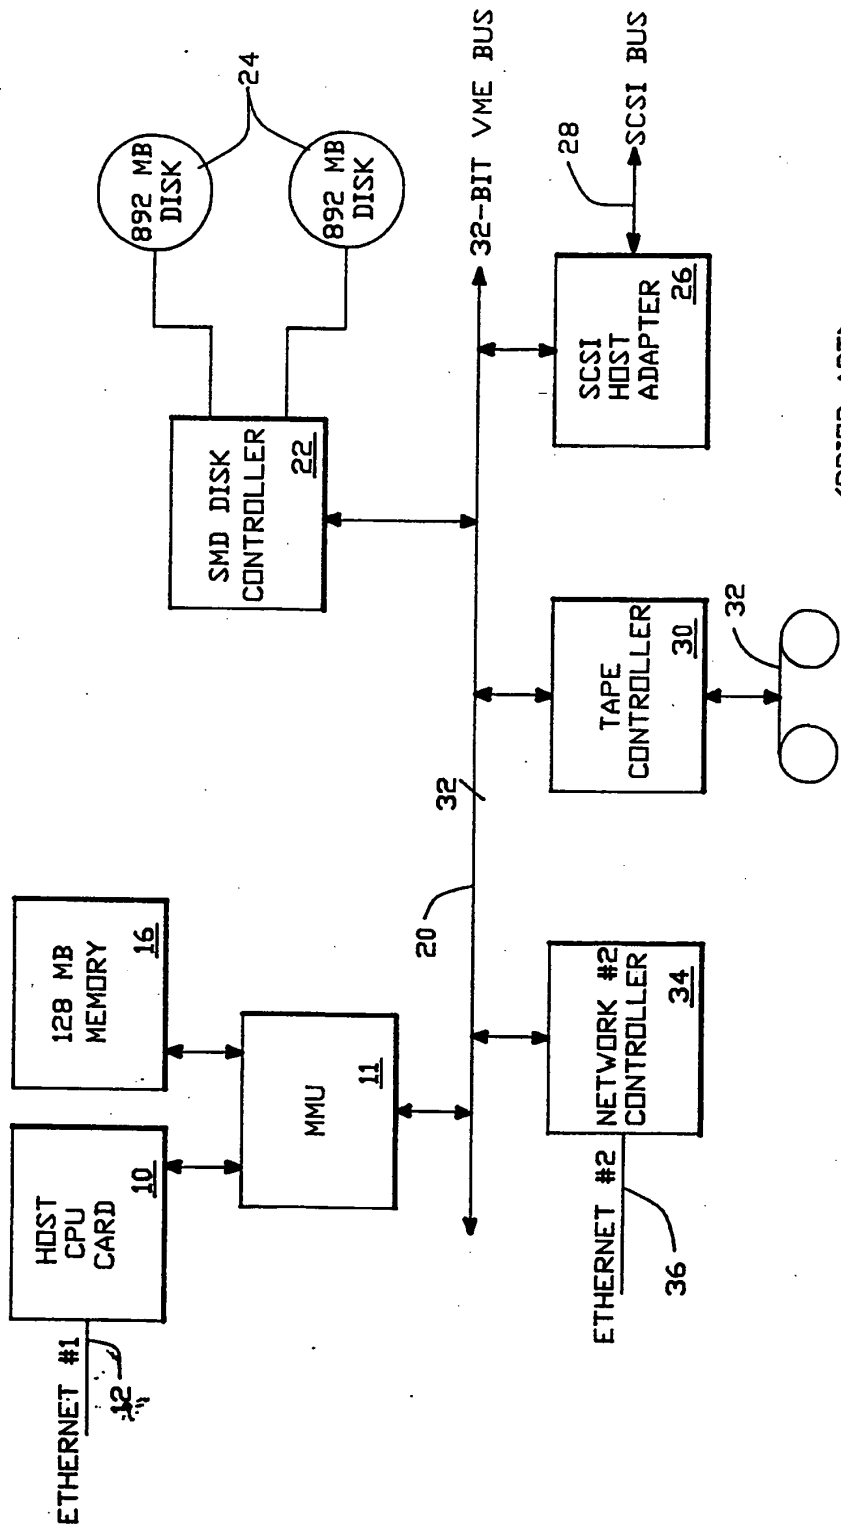 ETHERNET #1
12
HOST
CPU
CARD
10
128 MB
MEMORY
16
MMU
11
20
32
SMD DISK
CONTROLLER
22
892 MB
DISK
892 MB
DISK
24
32-BIT VME BUS
ETHERNET #2
36
NETWORK #2
CONTROLLER
34
TAPE
CONTROLLER
30
32
SCSI
HOST
ADAPTER
26
28
SCSI BUS